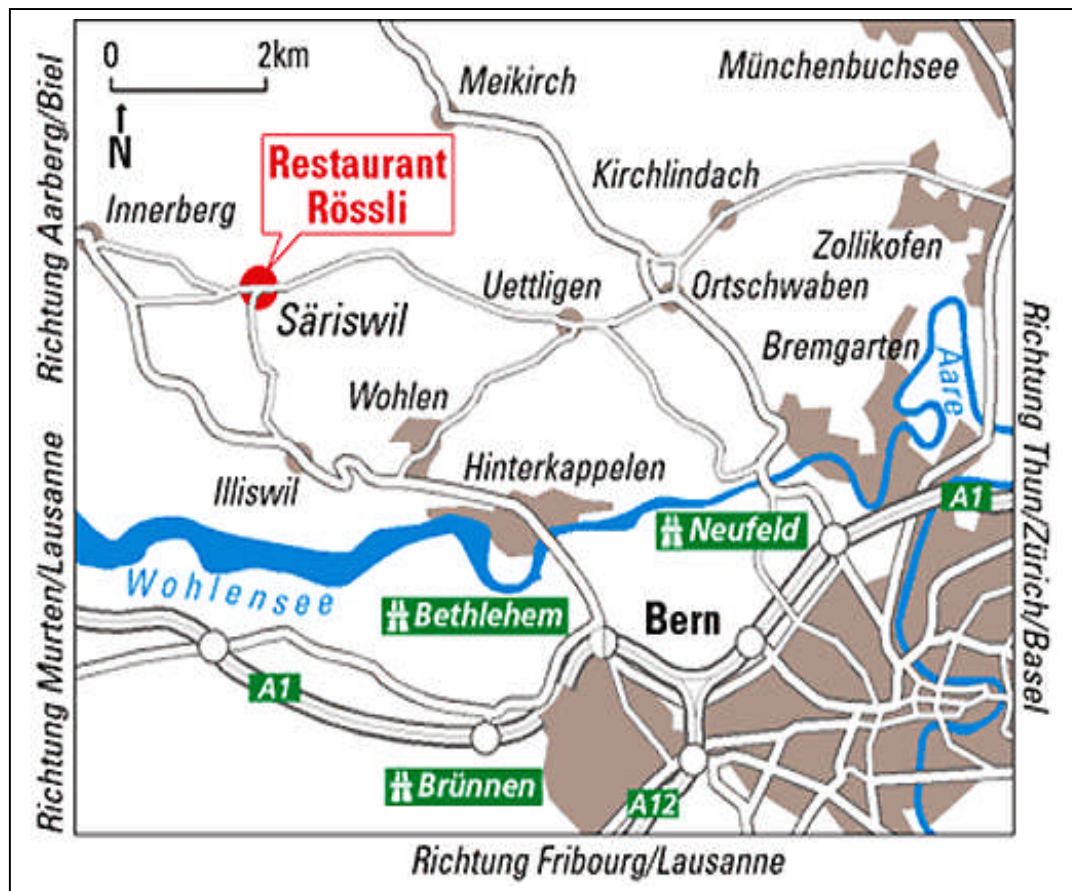 0 2km
N
Meikirch
Münchenbuchsee
Restaurant
Rössli
Kirchlindach
Innerberg
Zollikofen
Uettligen
Ortschwaben
Säriswil
Bremgarten
Aare
Wohlen
Hinterkappelen
Illiswil
A1
Neufeld
Wohlensee
Bethlehem
Bern
A1
Brünnen
A12
Richtung Aarberg/Biel
Richtung Murten/Lausanne
Richtung Thun/Zürich/Basel
Richtung Fribourg/Lausanne